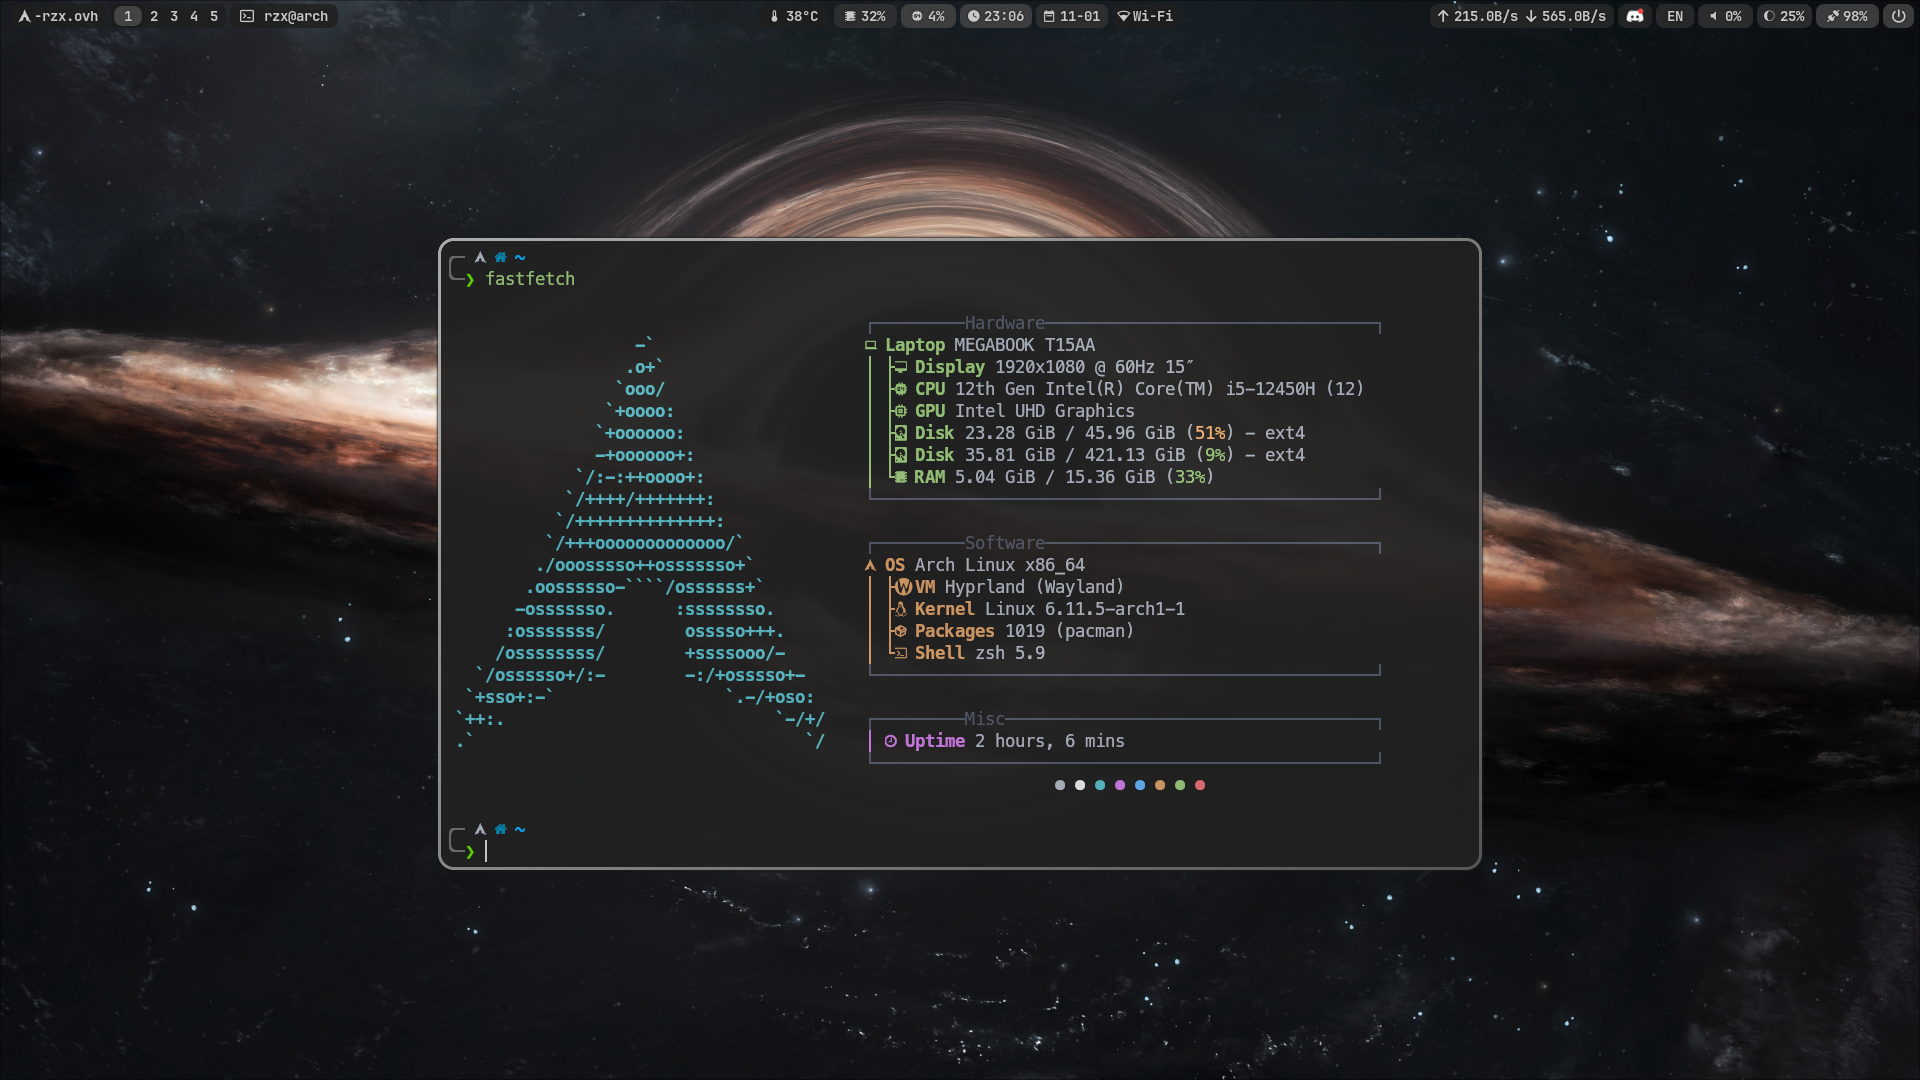 -rzx.ovh 1 2 3 4 5 rzx@arch 38°C 32% 4% 23:06 11-01 Wi-Fi 215.0B/s 565.0B/s EN 0% 25% 98%
~
❯ fastfetch
Hardware
Laptop MEGABOOK T15AA
Display 1920x1080 @ 60Hz 15″
CPU 12th Gen Intel(R) Core(TM) i5-12450H (12)
GPU Intel UHD Graphics
Disk 23.28 GiB / 45.96 GiB (51%) - ext4
Disk 35.81 GiB / 421.13 GiB (9%) - ext4
RAM 5.04 GiB / 15.36 GiB (33%)
Software
OS Arch Linux x86_64
VM Hyprland (Wayland)
Kernel Linux 6.11.5-arch1-1
Packages 1019 (pacman)
Shell zsh 5.9
Misc
Uptime 2 hours, 6 mins
-`
.o+`
`ooo/
`+oooo:
`+oooooo:
-+oooooo+:
`/:-:++oooo+:
`/++++/+++++++:
`/++++++++++++++:
`/+++ooooooooooooo/`
./ooosssso++osssssso+`
.oossssso-````/ossssss+`
-osssssso.      :ssssssso.
:osssssss/        osssso+++.
/ossssssss/        +ssssooo/-
`/ossssso+/:-        -:/+osssso+-
`+sso+:-`                 `.-/+oso:
`++:.                           `-/+/
.`                                 `/
~
❯